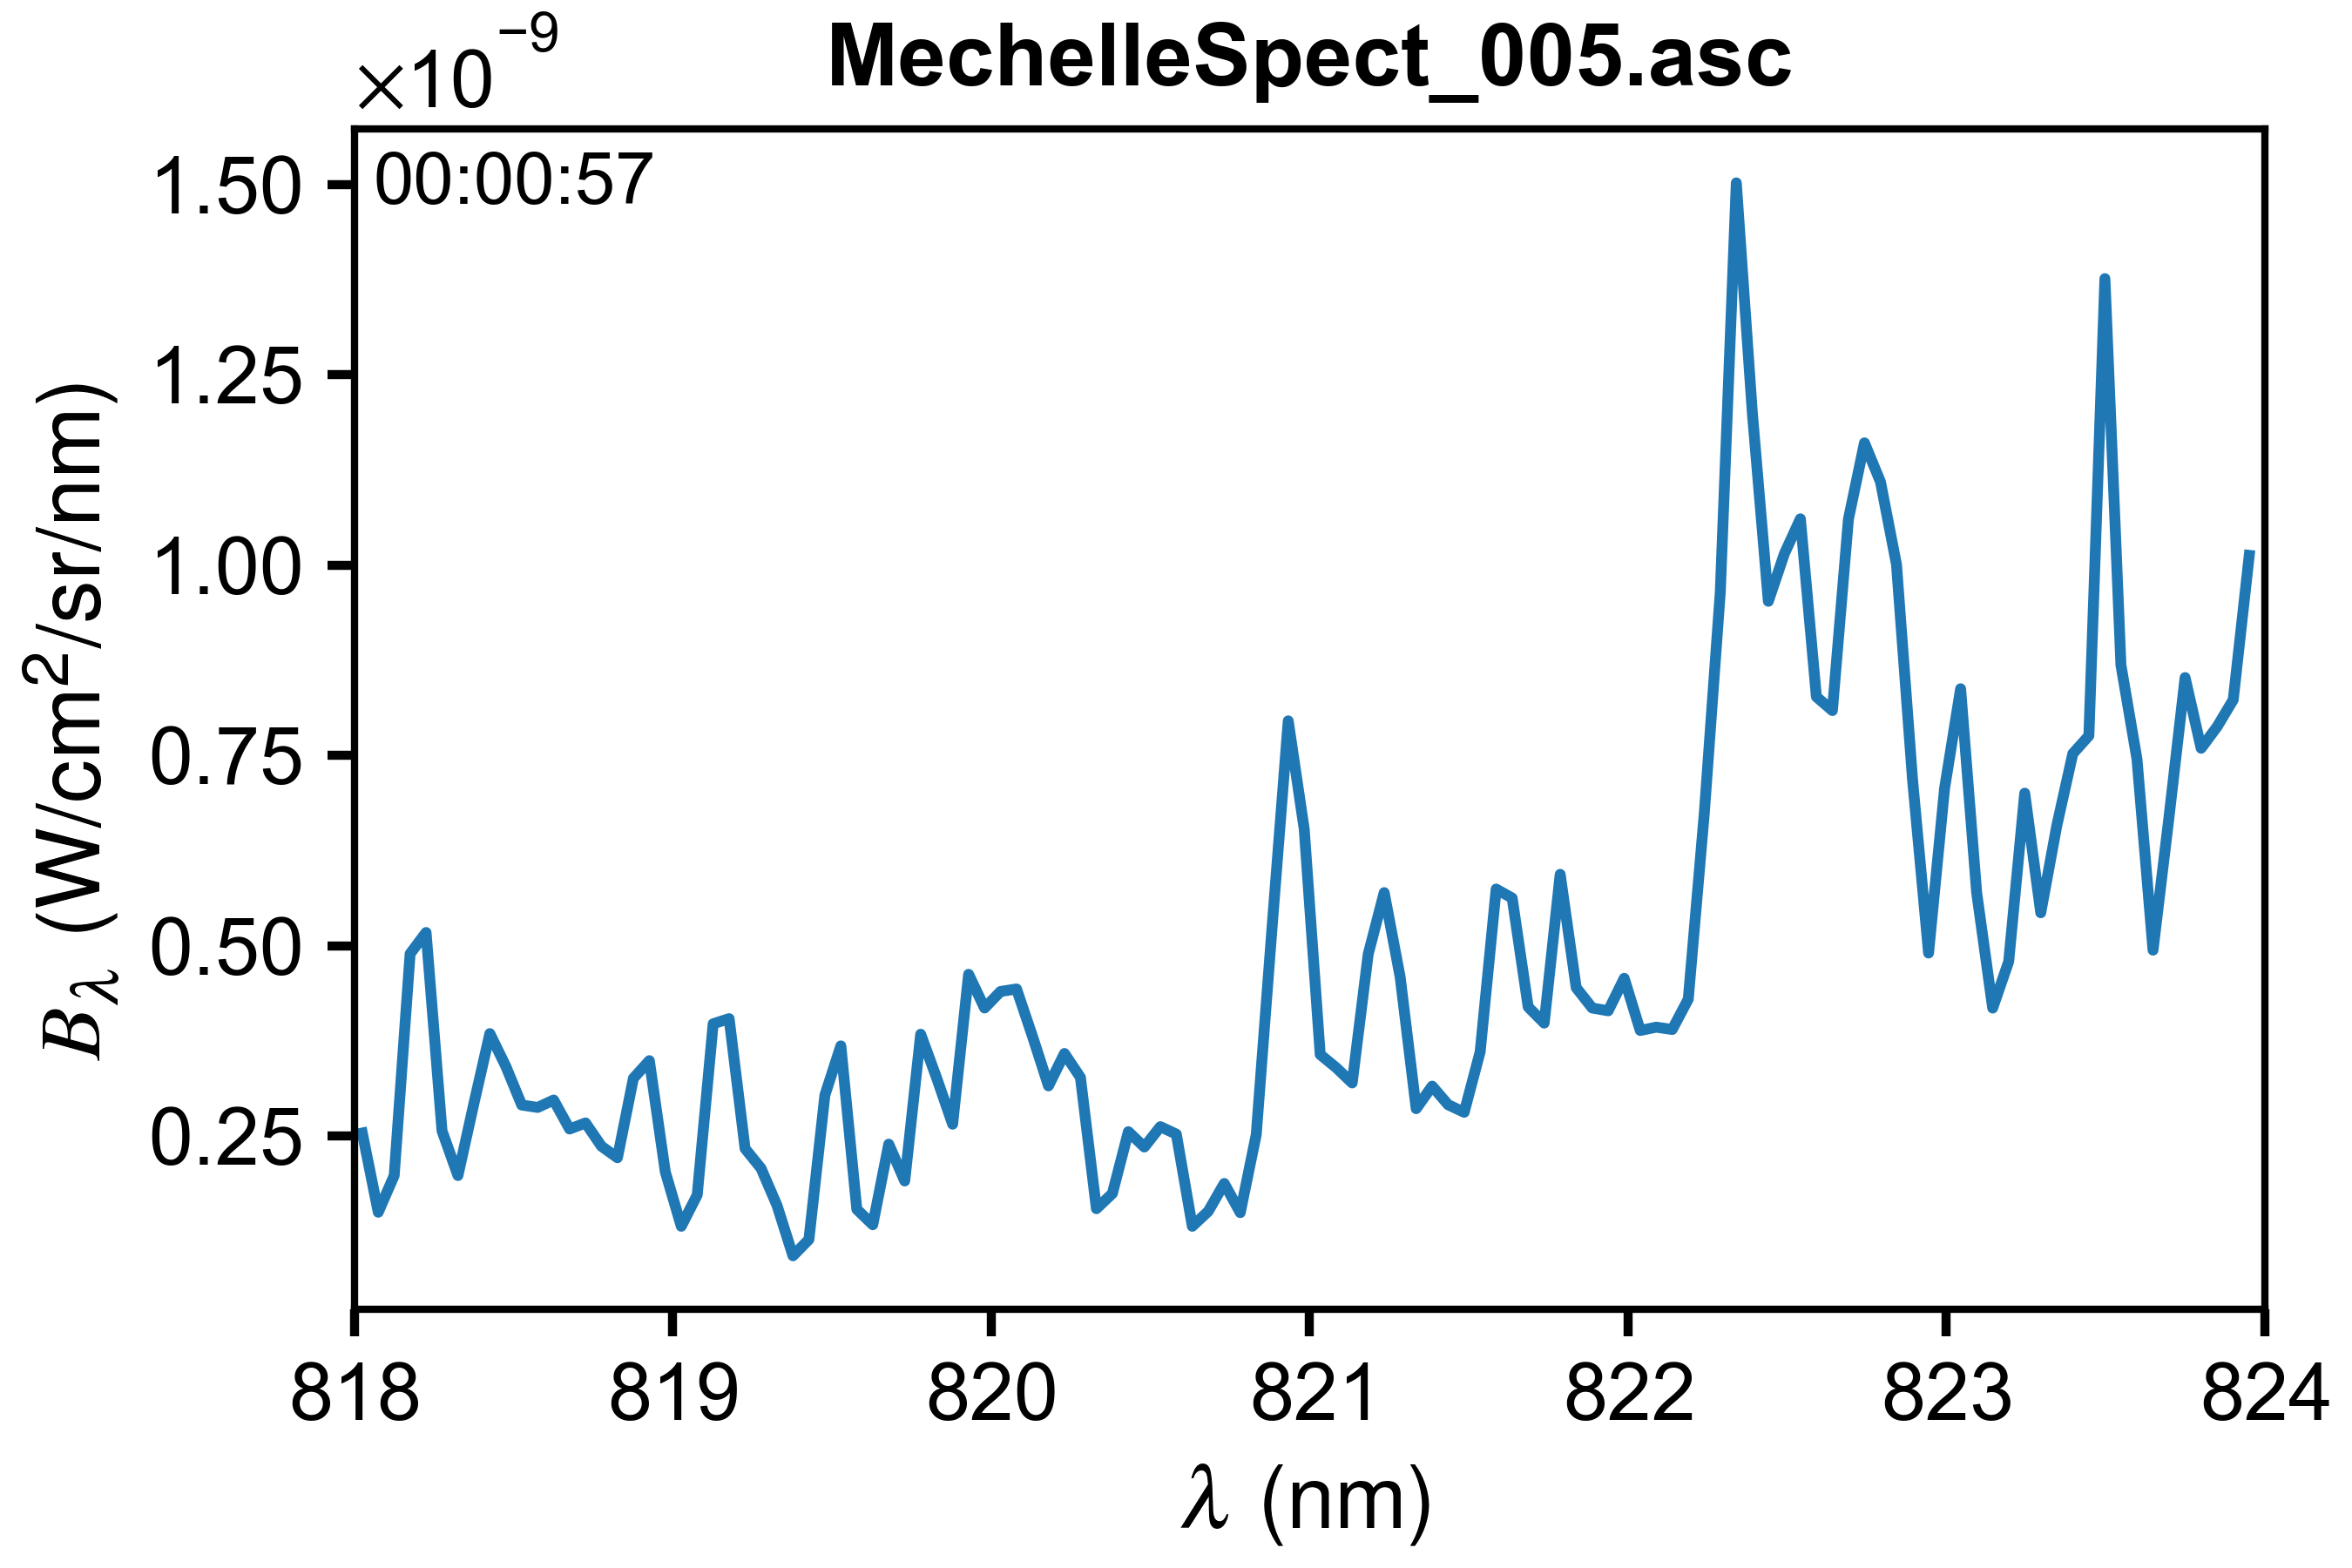 ×10⁻⁹
MechelleSpect_005.asc
00:00:57
1.50
1.25
1.00
0.75
0.50
0.25
B_λ (W/cm²/sr/nm)
818 819 820 821 822 823 824
λ (nm)